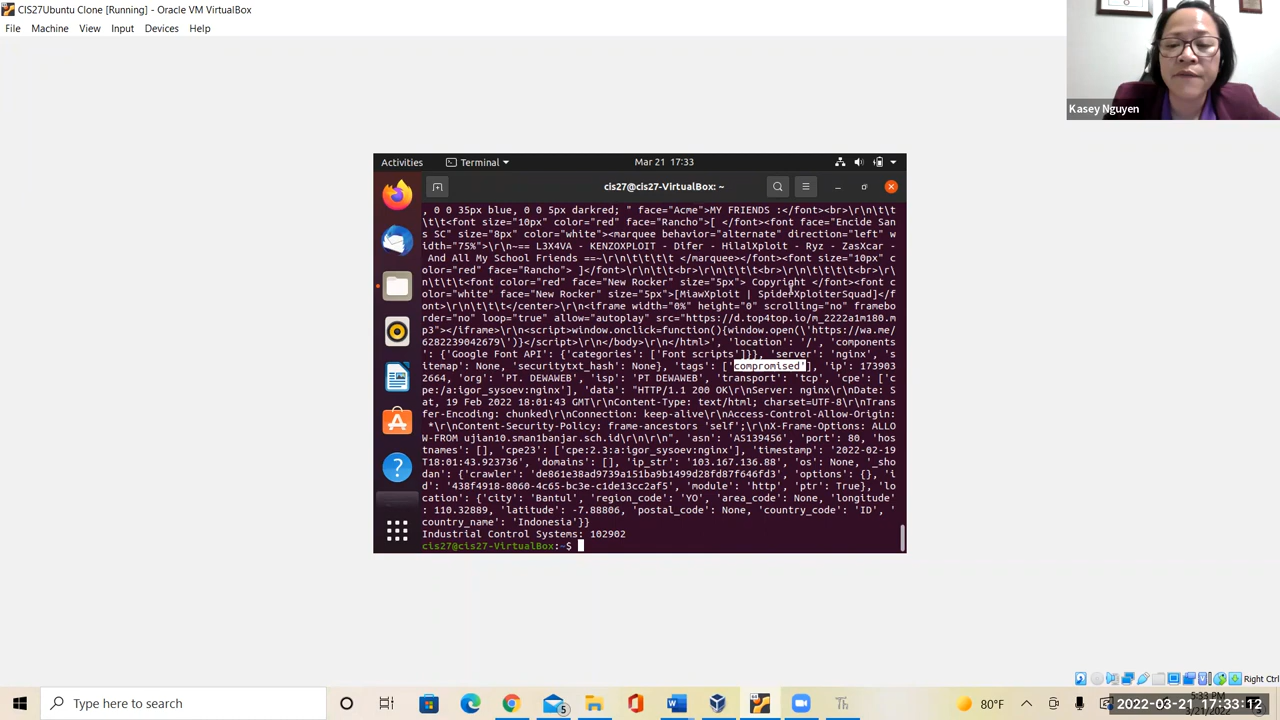 CIS27Ubuntu Clone [Running] - Oracle VM VirtualBox
File Machine View Input Devices Help
Kasey Nguyen
Activities Terminal Mar 21 17:33
cis27@cis27-VirtualBox: ~
, 0 0 35px blue, 0 0 5px darkred; " face="Acme">MY FRIENDS :</font><br>\r\n\t\t
\t\t<font size="10px" color="red" face="Rancho">[ </font><font face="Encide San
s SC" size="8px" color="white"><marquee behavior="alternate" direction="left" w
idth="75%">\r\n~== L3X4VA - KENZOXPLOIT - Difer - HilalXploit - Ryz - ZasXcar -
 And All My School Friends ==~\r\n\t\t\t\t </marquee></font><font size="10px" c
olor="red" face="Rancho"> ]</font>\r\n\t\t\t\t<br>\r\n\t\t\t\t\t<br>\r\n\t\t\t\
t\t<font color="red" face="New Rocker" size="5px"> Copyright </font><font c
olor="white" face="New Rocker" size="5px">[MiawXploit | SpiderXploiterSquad]</f
ont>\r\n\t\t\t\t</center>\r\n<iframe width="0%" height="0" scrolling="no" framebo
rder="no" loop="true" allow="autoplay" src="https://d.top4top.io/m_2222a1m180.m
p3"></iframe>\r\n<script>window.onclick=function(){window.open(\'https://wa.me/
6282239042679\')}</script>\r\n</body>\r\n</html>', 'location': '/', 'components
': {'Google Font API': {'categories': ['Font scripts']}}, 'server': 'nginx', 's
itemap': None, 'securitytxt_hash': None}, 'tags': ['compromised'], 'ip': 173903
2664, 'org': 'PT. DEWAWEB', 'isp': 'PT DEWAWEB', 'transport': 'tcp', 'cpe': ['c
pe:/a:igor_sysoev:nginx'], 'data': "HTTP/1.1 200 OK\r\nServer: nginx\r\nDate: S
at, 19 Feb 2022 18:01:43 GMT\r\nContent-Type: text/html; charset=UTF-8\r\nTrans
fer-Encoding: chunked\r\nConnection: keep-alive\r\nAccess-Control-Allow-Origin:
 *\r\nContent-Security-Policy: frame-ancestors 'self';\r\nX-Frame-Options: ALLO
W-FROM ujian10.sman1banjar.sch.id\r\n\r\n", 'asn': 'AS139456', 'port': 80, 'hos
tnames': [], 'cpe23': ['cpe:2.3:a:igor_sysoev:nginx'], 'timestamp': '2022-02-19
T18:01:43.923736', 'domains': [], 'ip_str': '103.167.136.88', 'os': None, '_sho
dan': {'crawler': 'de861e38ad9739a151ba9b1499d28fd87f646fd3', 'options': {}, 'i
d': '438f4918-8060-4c65-bc3e-c1de13cc2af5', 'module': 'http', 'ptr': True}, 'lo
cation': {'city': 'Bantul', 'region_code': 'YO', 'area_code': None, 'longitude'
: 110.32889, 'latitude': -7.88806, 'postal_code': None, 'country_code': 'ID', '
country_name': 'Indonesia'}}
Industrial Control Systems: 102902
cis27@cis27-VirtualBox:~$
Right Ctrl
Type here to search
5
80°F
5:33 PM
2022-03-21 17:33:12
3/21/2022